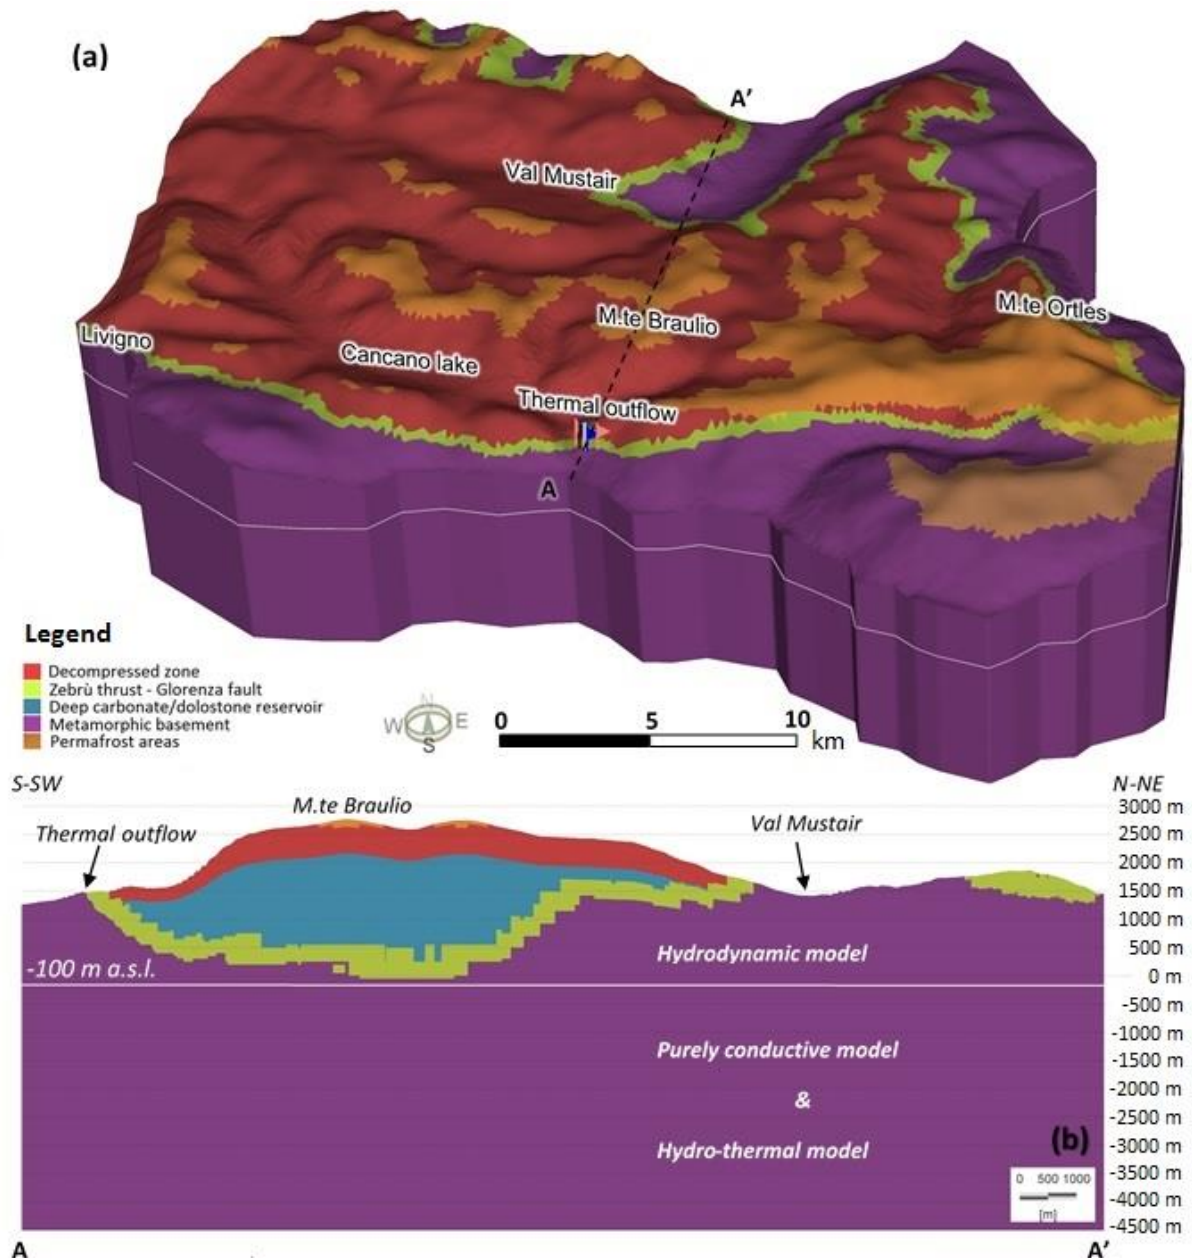 (a)
A'
Val Mustair
M.te Ortles
M.te Braulio
Livigno
Cancano lake
Thermal outflow
A
Legend
Decompressed zone
Zebrù thrust - Glorenza fault
Deep carbonate/dolostone reservoir
Metamorphic basement
Permafrost areas
N
W E
S
0 5 10
km
S-SW N-NE
M.te Braulio
Thermal outflow
Val Mustair
3000 m
2500 m
2000 m
1500 m
1000 m
500 m
0 m
-500 m
-1000 m
-1500 m
-2000 m
-2500 m
-3000 m
-3500 m
-4000 m
-4500 m
Hydrodynamic model
-100 m a.s.l.
Purely conductive model
&
Hydro-thermal model
(b)
0 500 1000
[m]
A A'